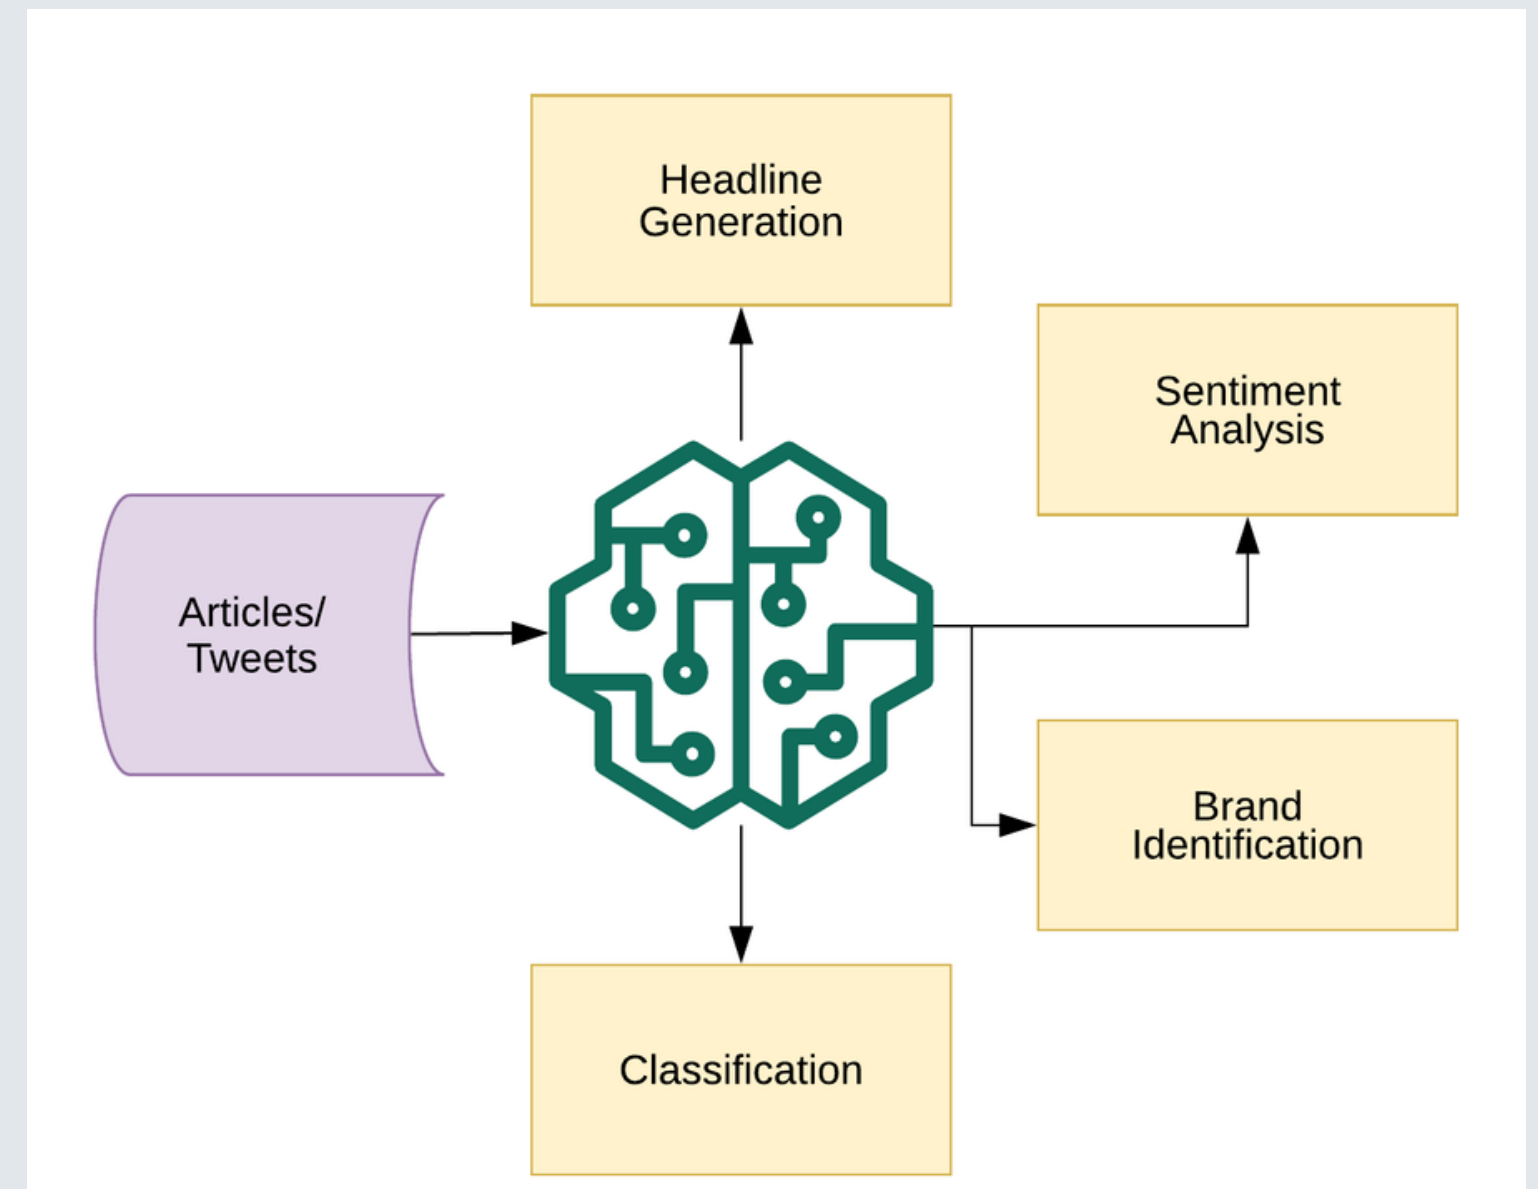 Headline
Generation
Sentiment
Analysis
Articles/
Tweets
Brand
Identification
Classification